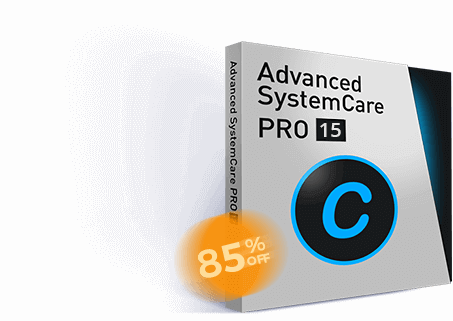 Advanced
SystemCare
PRO 15
Advanced SystemCare PRO
C
85%
OFF